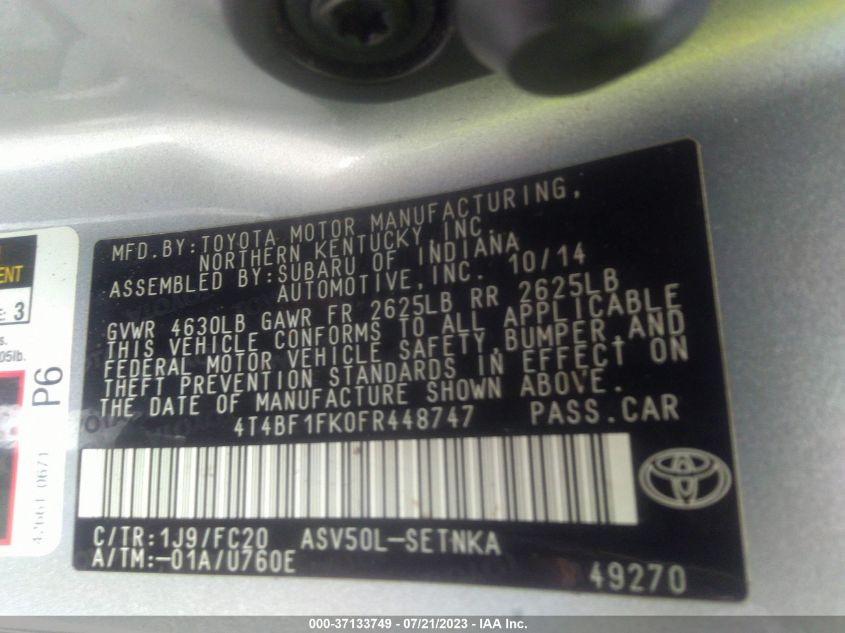 MFD.BY:TOYOTA MOTOR MANUFACTURING,
NORTHERN KENTUCKY INC.
ASSEMBLED BY:SUBARU OF INDIANA
AUTOMOTIVE,INC. 10/14
GVWR 4630LB GAWR FR 2625LB RR 2625LB
THIS VEHICLE CONFORMS TO ALL APPLICABLE
FEDERAL MOTOR VEHICLE SAFETY,BUMPER,AND
THEFT PREVENTION STANDARDS IN EFFECT ON
THE DATE OF MANUFACTURE SHOWN ABOVE.
4T4BF1FK0FR448747 PASS.CAR
C/TR:1J9/FC20 ASV50L-SETNKA
A/TM:-01A/U760E
49270
3
05lb.
P6
42661-0671
000-37133749 - 07/21/2023 - IAA Inc.